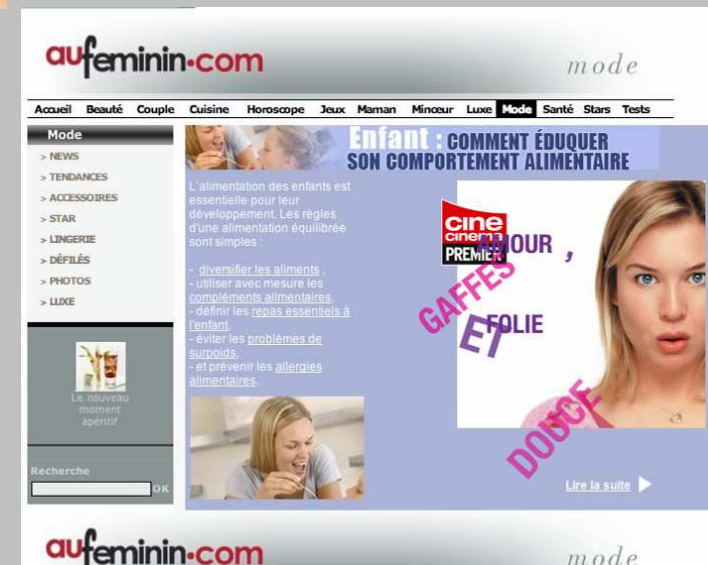 aufeminin.com
mode
Accueil Beauté Couple Cuisine Horoscope Jeux Maman Minceur Luxe Mode Santé Stars Tests
Mode
> NEWS
> TENDANCES
> ACCESSOIRES
> STAR
> LINGERIE
> DÉFILÉS
> PHOTOS
> LUXE
Le nouveau
moment
apéritif
Recherche
OK
Enfant : COMMENT ÉDUQUER
SON COMPORTEMENT ALIMENTAIRE
L'alimentation des enfants est
essentielle pour leur
développement. Les règles
d'une alimentation équilibrée
sont simples :
- diversifier les aliments ,
- utiliser avec mesure les
compléments alimentaires,
- définir les repas essentiels à
l'enfant,
- éviter les problèmes de
surpoids,
- et prévenir les allergies
alimentaires.
cine
cinema
PREMIER
AMOUR ,
GAFFES
ET
FOLIE
DOUCE
Lire la suite
aufeminin.com
mode